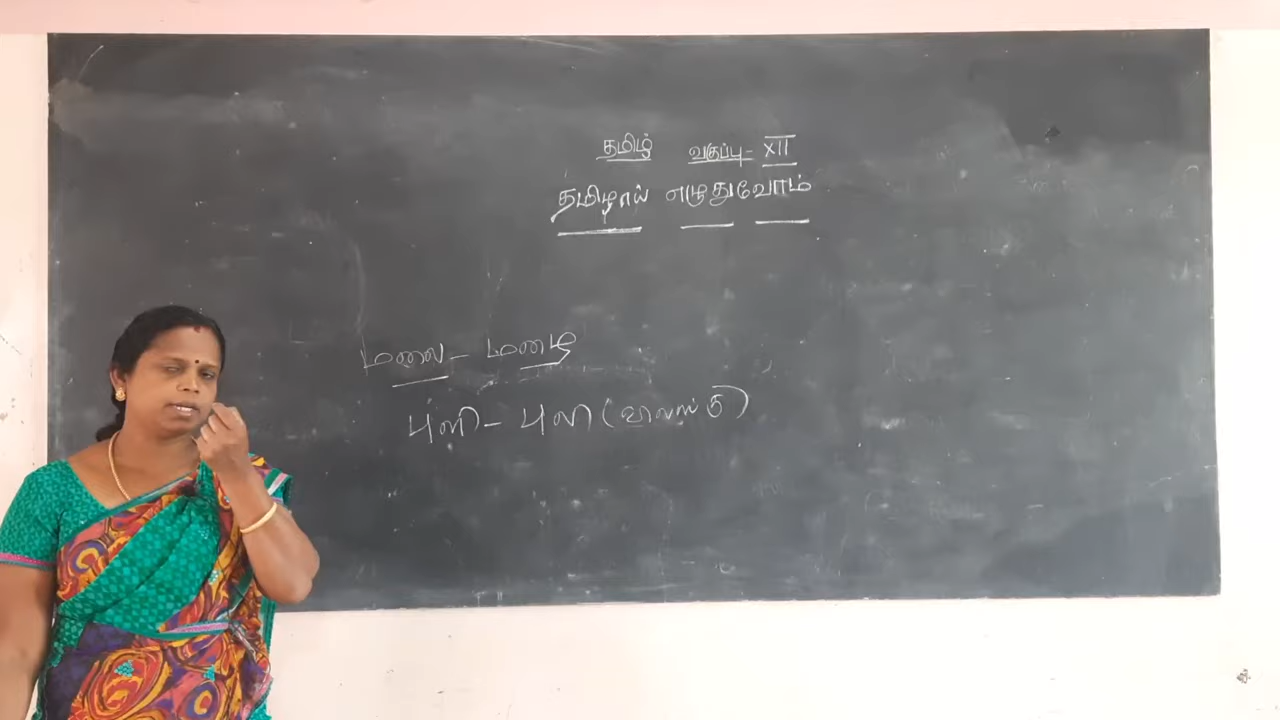 தமிழ் வகுப்பு - XII
தமிழாய் எழுதுவோம்
மலை - மழை
புளி - புலி (விலங்கு)